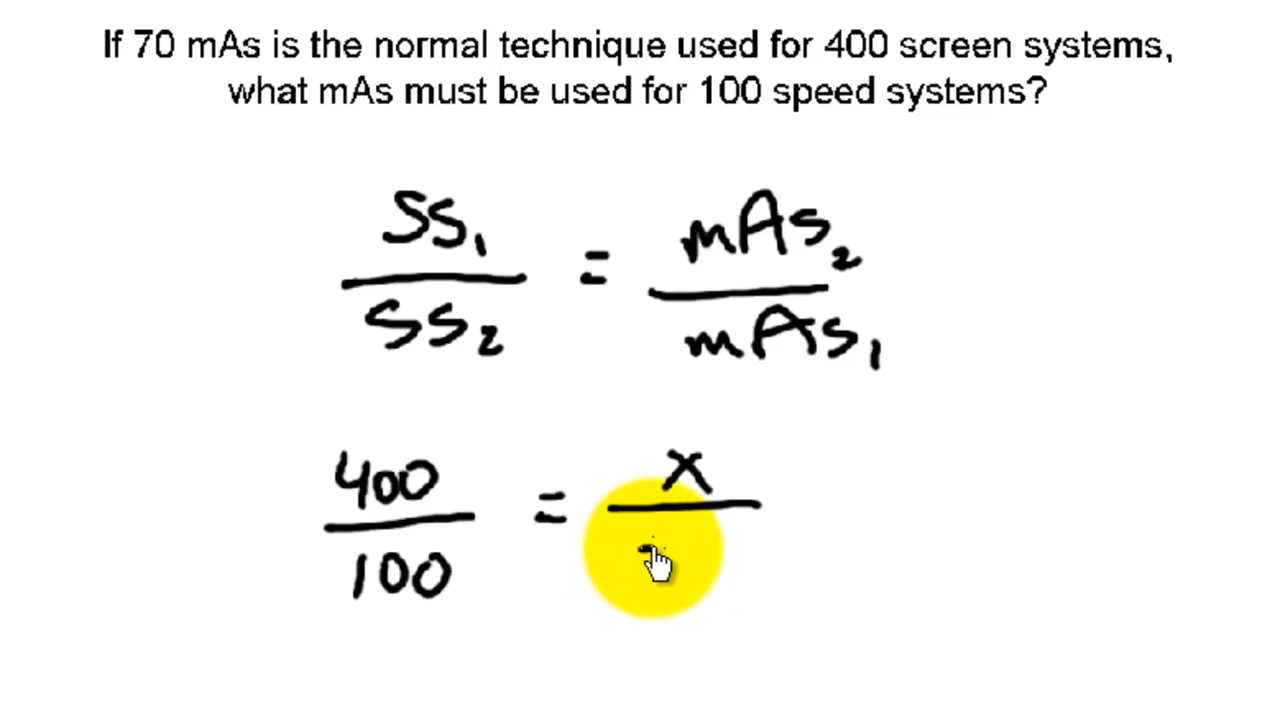 If 70 mAs is the normal technique used for 400 screen systems,
what mAs must be used for 100 speed systems?
SS₁ = mAs₂
SS₂ mAs₁
400 = X
100